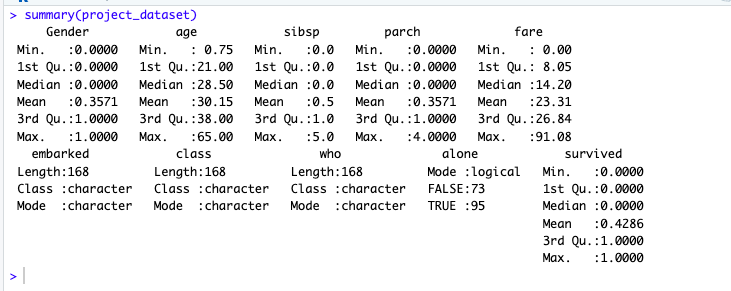 > summary(project_dataset)
Gender age sibsp parch fare
Min. :0.0000 Min. : 0.75 Min. :0.0 Min. :0.0000 Min. : 0.00
1st Qu.:0.0000 1st Qu.:21.00 1st Qu.:0.0 1st Qu.:0.0000 1st Qu.: 8.05
Median :0.0000 Median :28.50 Median :0.0 Median :0.0000 Median :14.20
Mean :0.3571 Mean :30.15 Mean :0.5 Mean :0.3571 Mean :23.31
3rd Qu.:1.0000 3rd Qu.:38.00 3rd Qu.:1.0 3rd Qu.:1.0000 3rd Qu.:26.84
Max. :1.0000 Max. :65.00 Max. :5.0 Max. :4.0000 Max. :91.08
embarked class who alone survived
Length:168 Length:168 Length:168 Mode :logical Min. :0.0000
Class :character Class :character Class :character FALSE:73 1st Qu.:0.0000
Mode :character Mode :character Mode :character TRUE :95 Median :0.0000
Mean :0.4286
3rd Qu.:1.0000
Max. :1.0000
>